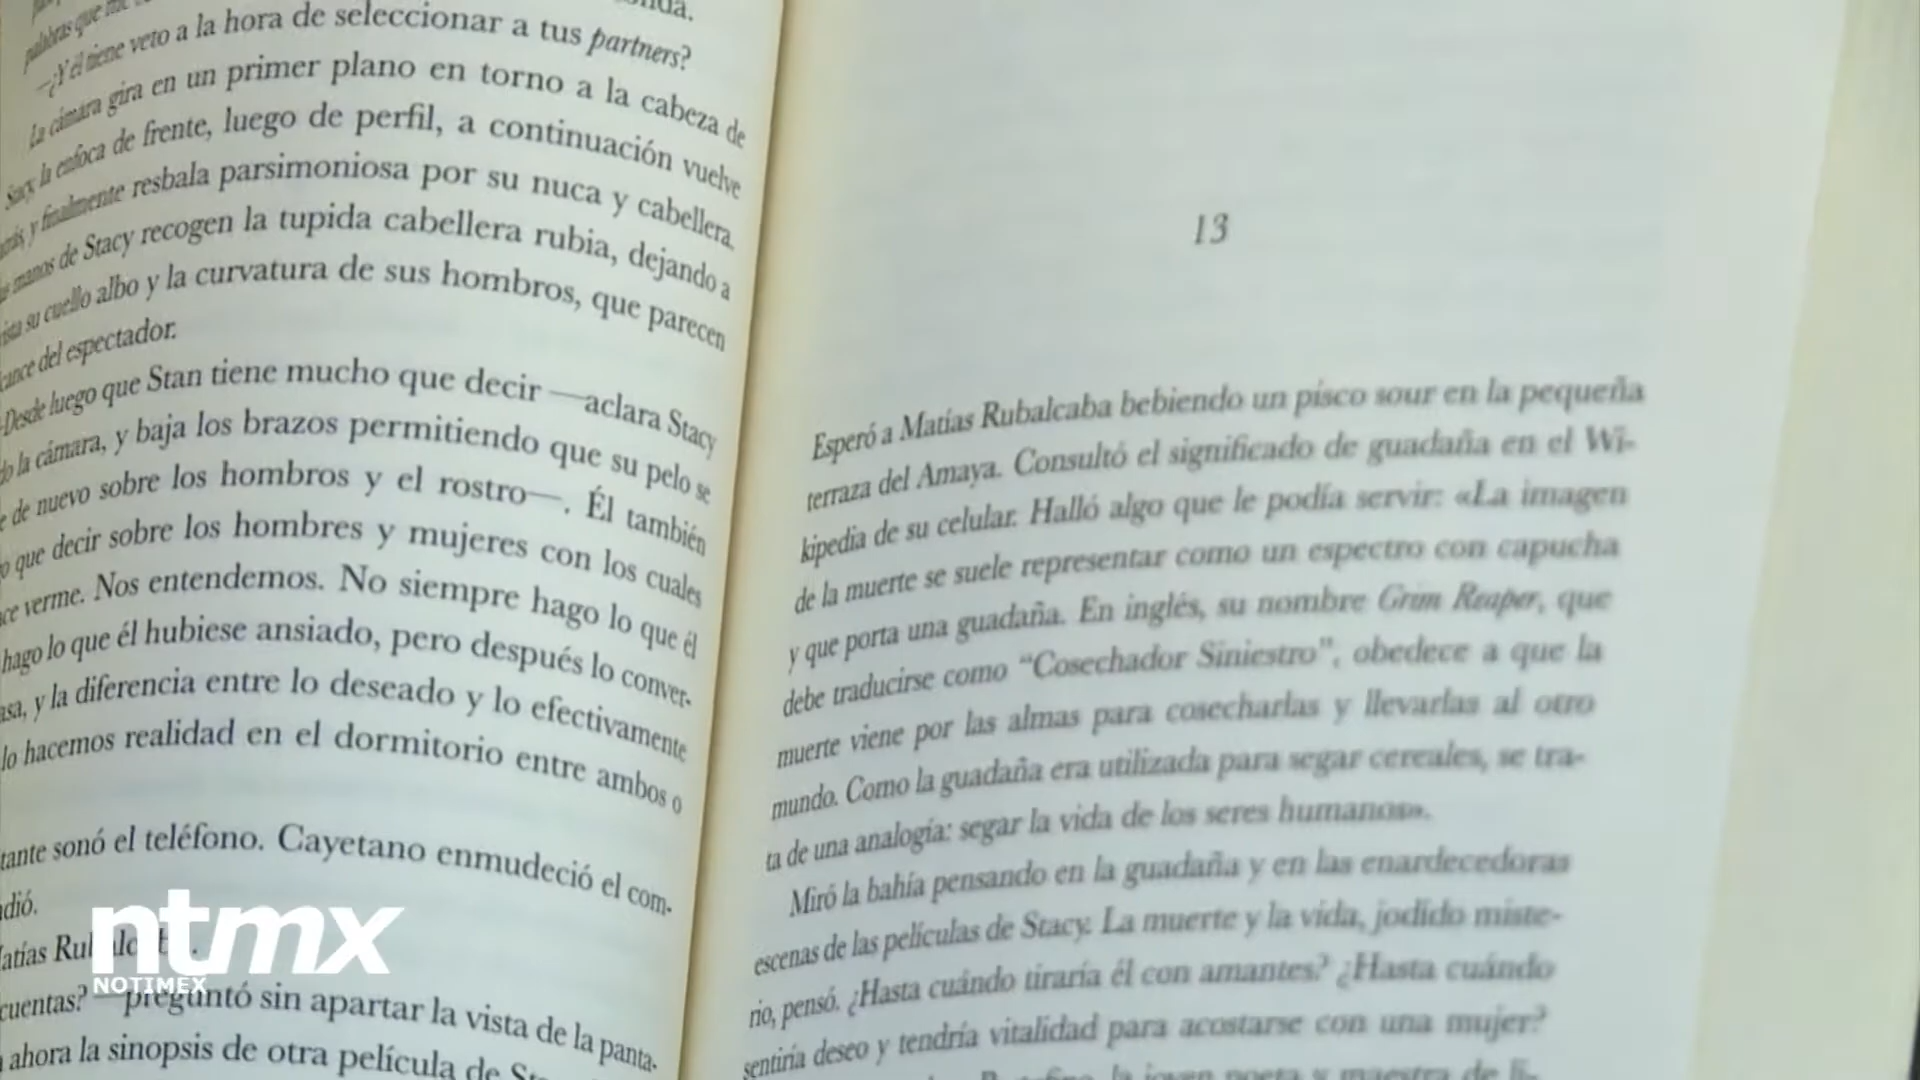 palabras que me
—¿Y él tiene veto a la hora de seleccionar a tus partners?
La cámara gira en un primer plano en torno a la cabeza de
Stacy, la enfoca de frente, luego de perfil, a continuación vuelve
y finalmente resbala parsimoniosa por su nuca y cabellera.
manos de Stacy recogen la tupida cabellera rubia, dejando a
su cuello albo y la curvatura de sus hombros, que parecen
del espectador.
—Desde luego que Stan tiene mucho que decir —aclara Stacy
la cámara, y baja los brazos permitiendo que su pelo se
de nuevo sobre los hombros y el rostro—. Él también
que decir sobre los hombres y mujeres con los cuales
verme. Nos entendemos. No siempre hago lo que él
hago lo que él hubiese ansiado, pero después lo conver-
y la diferencia entre lo deseado y lo efectivamente
lo hacemos realidad en el dormitorio entre ambos o
sonó el teléfono. Cayetano enmudeció el com-
cuentas? —preguntó sin apartar la vista de la panta-
ahora la sinopsis de otra película de
13
Esperó a Matías Rubalcaba bebiendo un pisco sour en la pequeña
terraza del Amaya. Consultó el significado de guadaña en el Wi-
kipedia de su celular. Halló algo que le podía servir: «La imagen
de la muerte se suele representar como un espectro con capucha
y que porta una guadaña. En inglés, su nombre Grim Reaper, que
debe traducirse como “Cosechador Siniestro”, obedece a que la
muerte viene por las almas para cosecharlas y llevarlas al otro
mundo. Como la guadaña era utilizada para segar cereales, se tra-
ta de una analogía: segar la vida de los seres humanos».
Miró la bahía pensando en la guadaña y en las enardecedoras
escenas de las películas de Stacy. La muerte y la vida, jodido miste-
rio, pensó. ¿Hasta cuándo tiraría él con amantes? ¿Hasta cuándo
sentiría deseo y tendría vitalidad para acostarse con una mujer?
la joven poeta y maestra de
ntmx
NOTIMEX